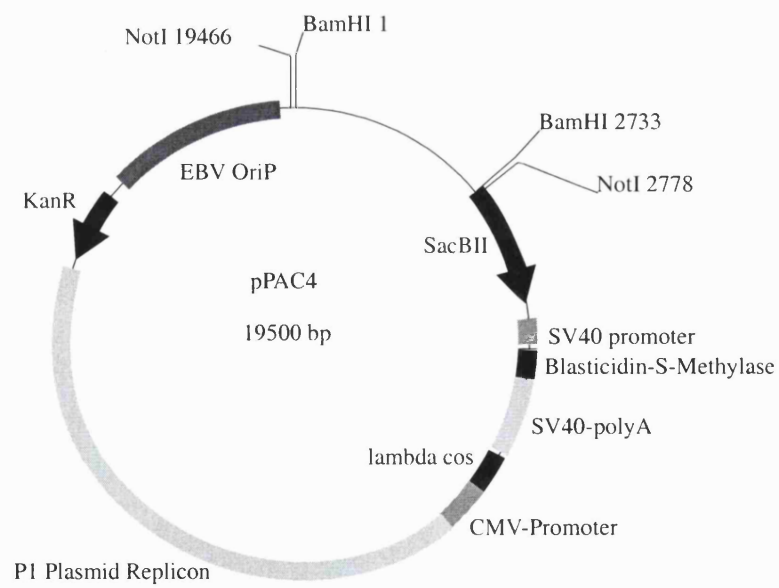 NotI 19466
BamHI 1
BamHI 2733
NotI 2778
EBV OriP
KanR
SacBII
pPAC4
19500 bp
SV40 promoter
Blasticidin-S-Methylase
SV40-polyA
lambda cos
CMV-Promoter
P1 Plasmid Replicon